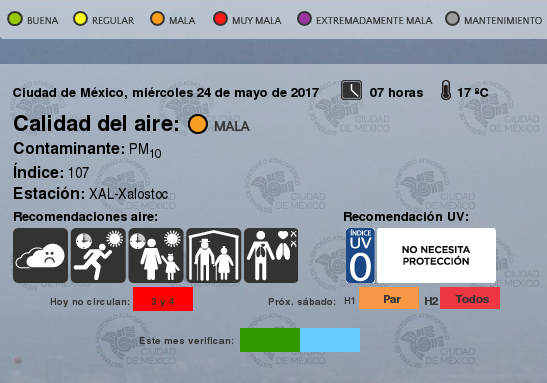 BUENA REGULAR MALA MUY MALA EXTREMADAMENTE MALA MANTENIMIENTO
Ciudad de México, miércoles 24 de mayo de 2017 07 horas 17 ºC
Calidad del aire: MALA
Contaminante: PM10
Índice: 107
Estación: XAL-Xalostoc
Recomendaciones aire: Recomendación UV:
ÍNDICE
UV
0
NO NECESITA
PROTECCIÓN
Hoy no circulan: 3 y 4 Próx. sábado: H1 Par H2 Todos
Este mes verifican:
CIUDAD
DE MÉXICO